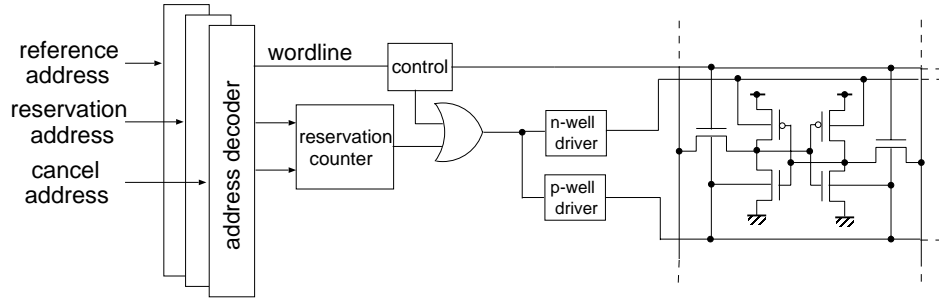 reference
address
reservation
address
cancel
address
address decoder
wordline
control
reservation
counter
n-well
driver
p-well
driver